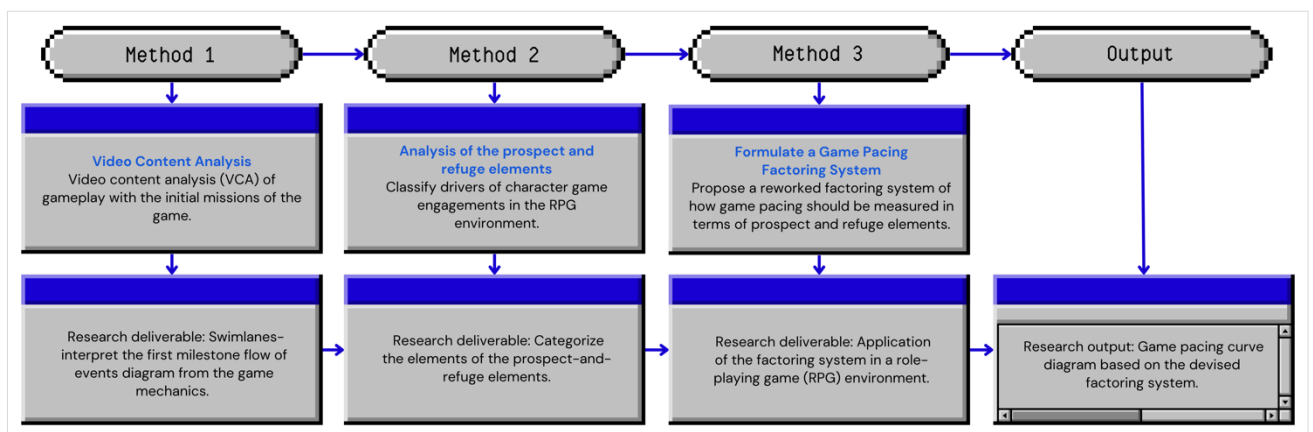 Method 1
Method 2
Method 3
Output
Video Content Analysis
Video content analysis (VCA) of
gameplay with the initial missions of the
game.
Analysis of the prospect and
refuge elements
Classify drivers of character game
engagements in the RPG
environment.
Formulate a Game Pacing
Factoring System
Propose a reworked factoring system of
how game pacing should be measured in
terms of prospect and refuge elements.
Research deliverable: Swimlanes-
interpret the first milestone flow of
events diagram from the game
mechanics.
Research deliverable: Categorize
the elements of the prospect-and-
refuge elements.
Research deliverable: Application
of the factoring system in a role-
playing game (RPG) environment.
Research output: Game pacing curve
diagram based on the devised
factoring system.